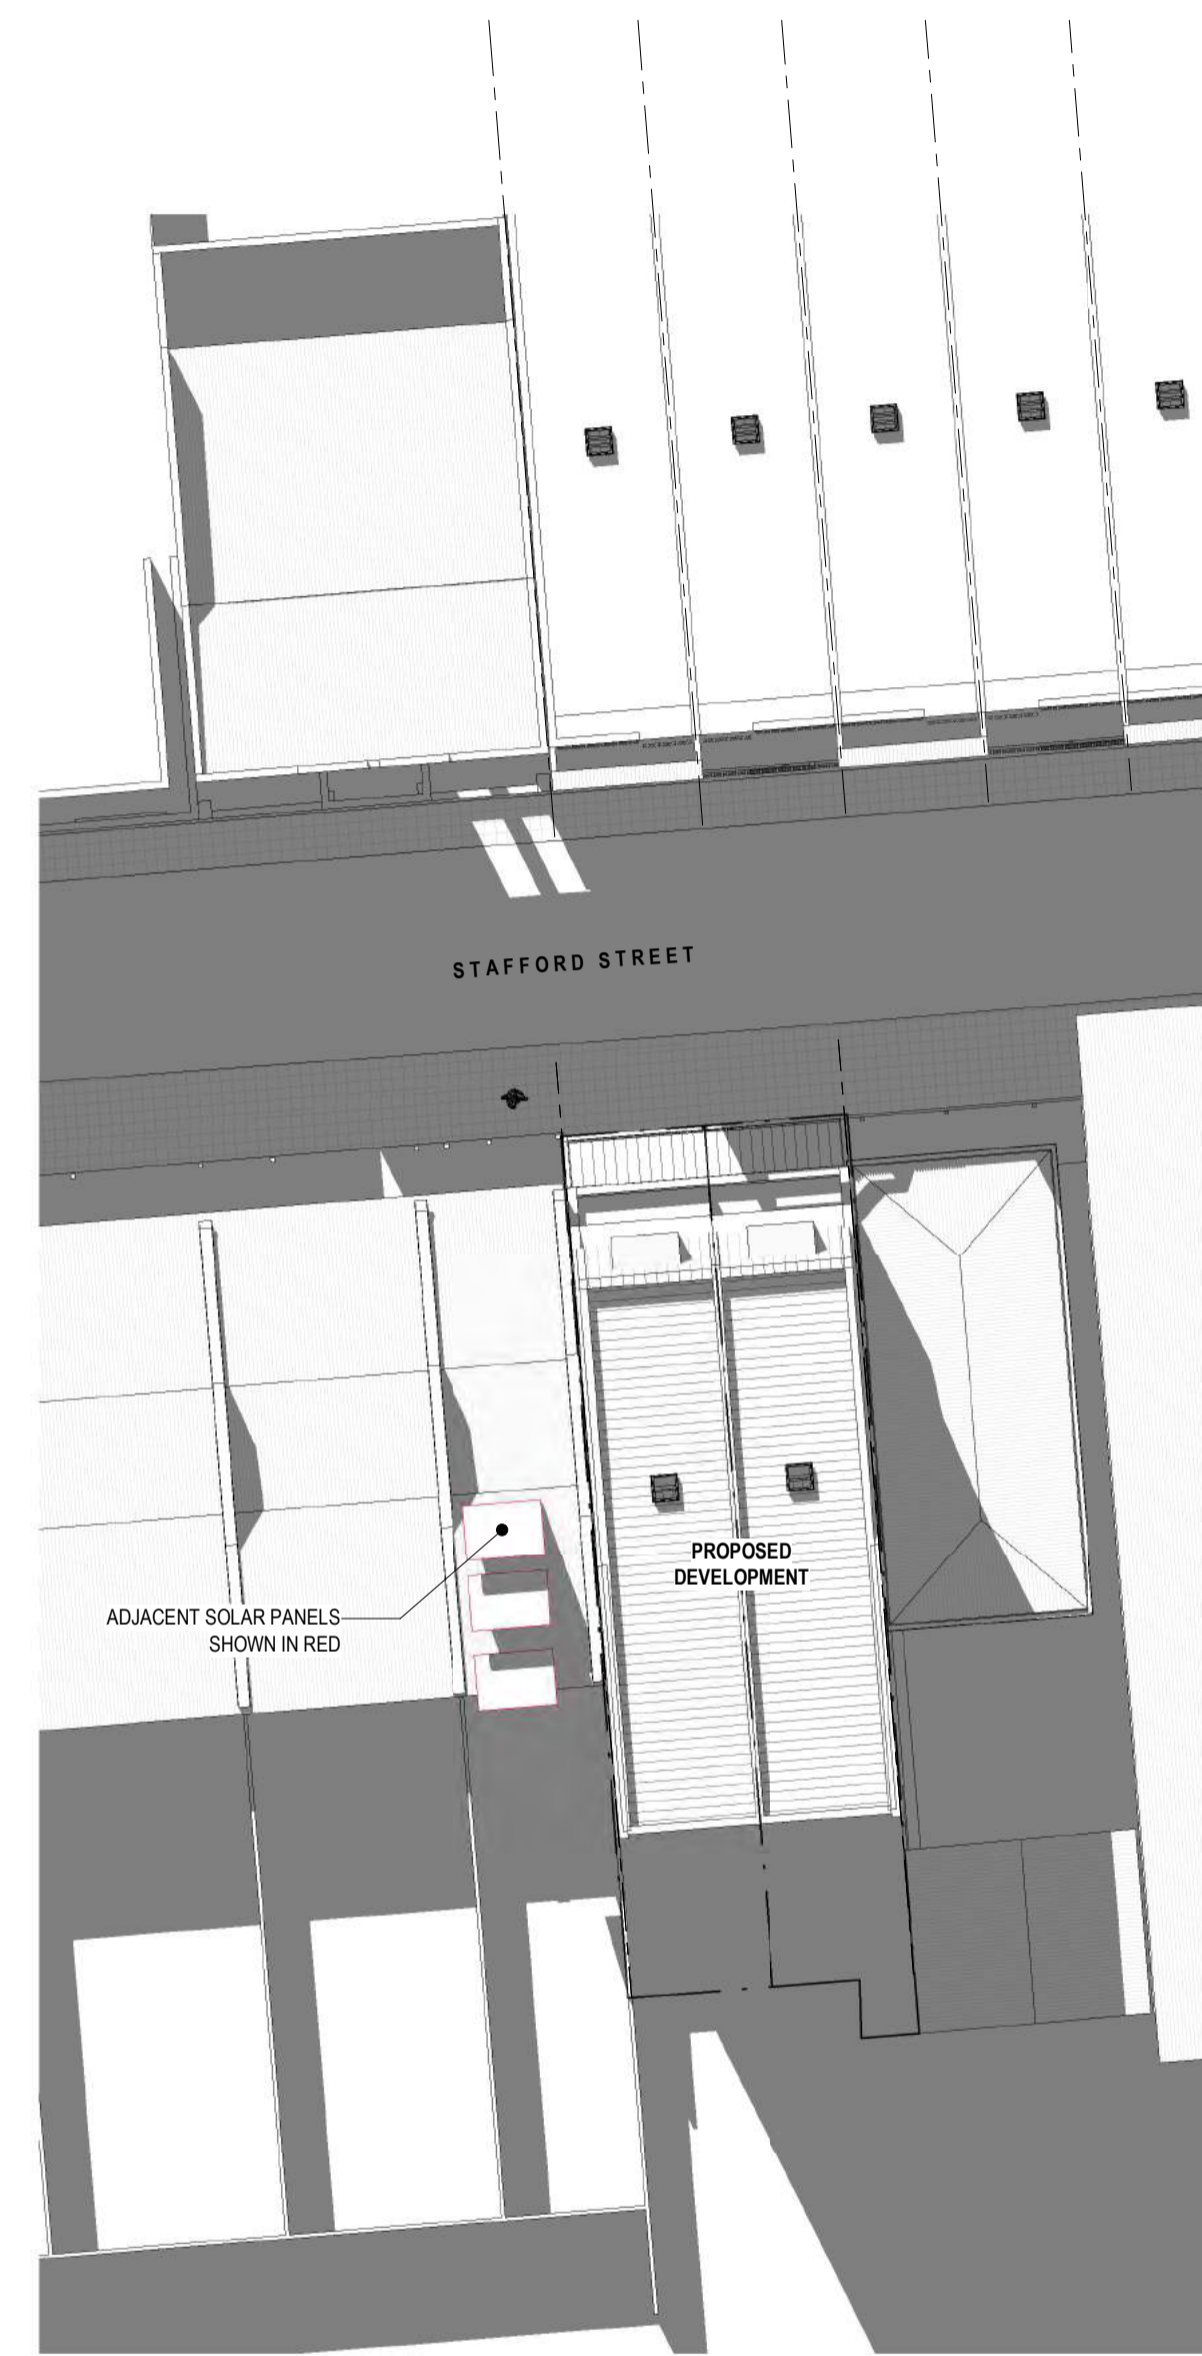 STAFFORD STREET
PROPOSED
DEVELOPMENT
ADJACENT SOLAR PANELS
SHOWN IN RED